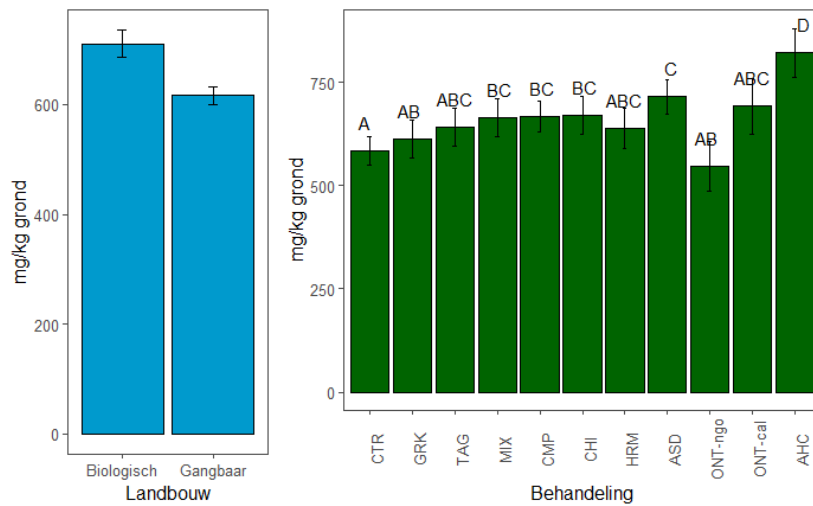 mg/kg grond
600
400
200
0
Biologisch Gangbaar
Landbouw
mg/kg grond
750
500
250
0
A AB ABC BC BC BC ABC C AB ABC D
CTR GRK TAG MIX CMP CHI HRM ASD ONT-ngo ONT-cal AHC
Behandeling